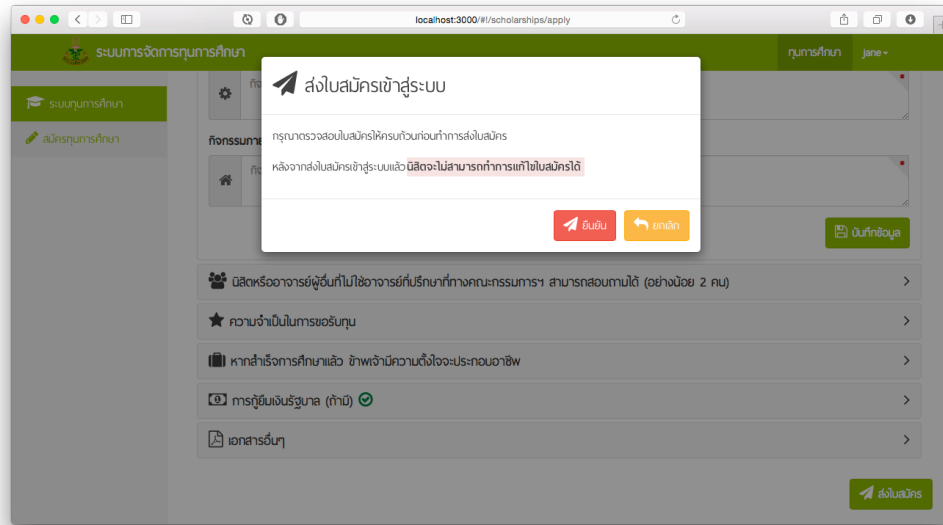 localhost:3000/#!/scholarships/apply
ระบบการจัดการทุนการศึกษา
ทุนการศึกษา
jane
ระบบทุนการศึกษา
สมัครทุนการศึกษา
ส่งใบสมัครเข้าสู่ระบบ
กรุณาตรวจสอบใบสมัครให้ครบถ้วนก่อนทำการส่งใบสมัคร
หลังจากส่งใบสมัครเข้าสู่ระบบแล้วนิสิตจะไม่สามารถทำการแก้ไขใบสมัครได้
ยืนยัน
ยกเลิก
บันทึกข้อมูล
นิสิตหรืออาจารย์ผู้อื่นที่ไม่ใช่อาจารย์ที่ปรึกษาที่ทางคณะกรรมการฯ สามารถสอบถามได้ (อย่างน้อย 2 คน)
ความจำเป็นในการขอรับทุน
หากสำเร็จการศึกษาแล้ว ข้าพเจ้ามีความตั้งใจจะประกอบอาชีพ
การกู้ยืมเงินรัฐบาล (ถ้ามี)
เอกสารอื่นๆ
ส่งใบสมัคร